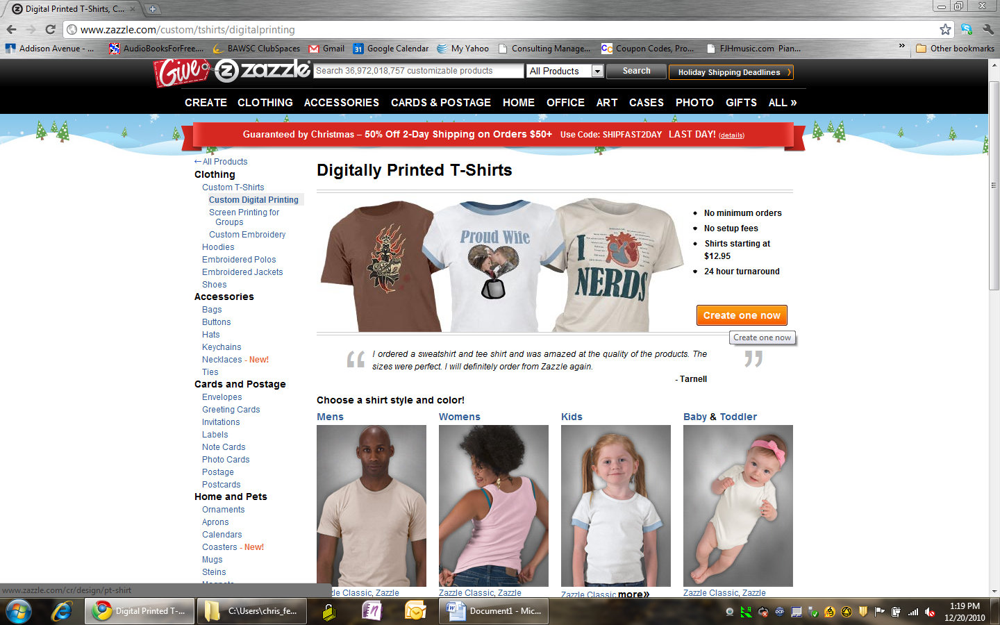 Digital Printed T-Shirts, C...
www.zazzle.com/custom/tshirts/digitalprinting
Addison Avenue - ... AudioBooksForFree.... BAWSC ClubSpaces Gmail 31 Google Calendar My Yahoo Consulting Manage... Coupon Codes, Pro... FJHmusic.com Pian... » Other bookmarks
Give zazzle Search 36,972,018,757 customizable products All Products Search Holiday Shipping Deadlines
CREATE CLOTHING ACCESSORIES CARDS & POSTAGE HOME OFFICE ART CASES PHOTO GIFTS ALL »
Guaranteed by Christmas – 50% Off 2-Day Shipping on Orders $50+ Use Code: SHIPFAST2DAY LAST DAY! (details)
←All Products
Clothing
Custom T-Shirts
Custom Digital Printing
Screen Printing for
Groups
Custom Embroidery
Hoodies
Embroidered Polos
Embroidered Jackets
Shoes
Accessories
Bags
Buttons
Hats
Keychains
Necklaces - New!
Ties
Cards and Postage
Envelopes
Greeting Cards
Invitations
Labels
Note Cards
Photo Cards
Postage
Postcards
Home and Pets
Ornaments
Aprons
Calendars
Coasters - New!
Mugs
Steins
Magnets
Digitally Printed T-Shirts
Proud Wife
I
NERDS
• No minimum orders
• No setup fees
• Shirts starting at
$12.95
• 24 hour turnaround
Create one now
Create one now
“ I ordered a sweatshirt and tee shirt and was amazed at the quality of the products. The ”
sizes were perfect. I will definitely order from Zazzle again.
- Tarnell
Choose a shirt style and color!
Mens Womens Kids Baby & Toddler
zle Classic, Zazzle Zazzle Classic, Zazzle Zazzle Classic more» Zazzle Classic, Zazzle
www.zazzle.com/cr/design/pt-shirt
Digital Printed T-... C:\Users\chris_fe... Document1 - Mic...
1:19 PM
12/20/2010